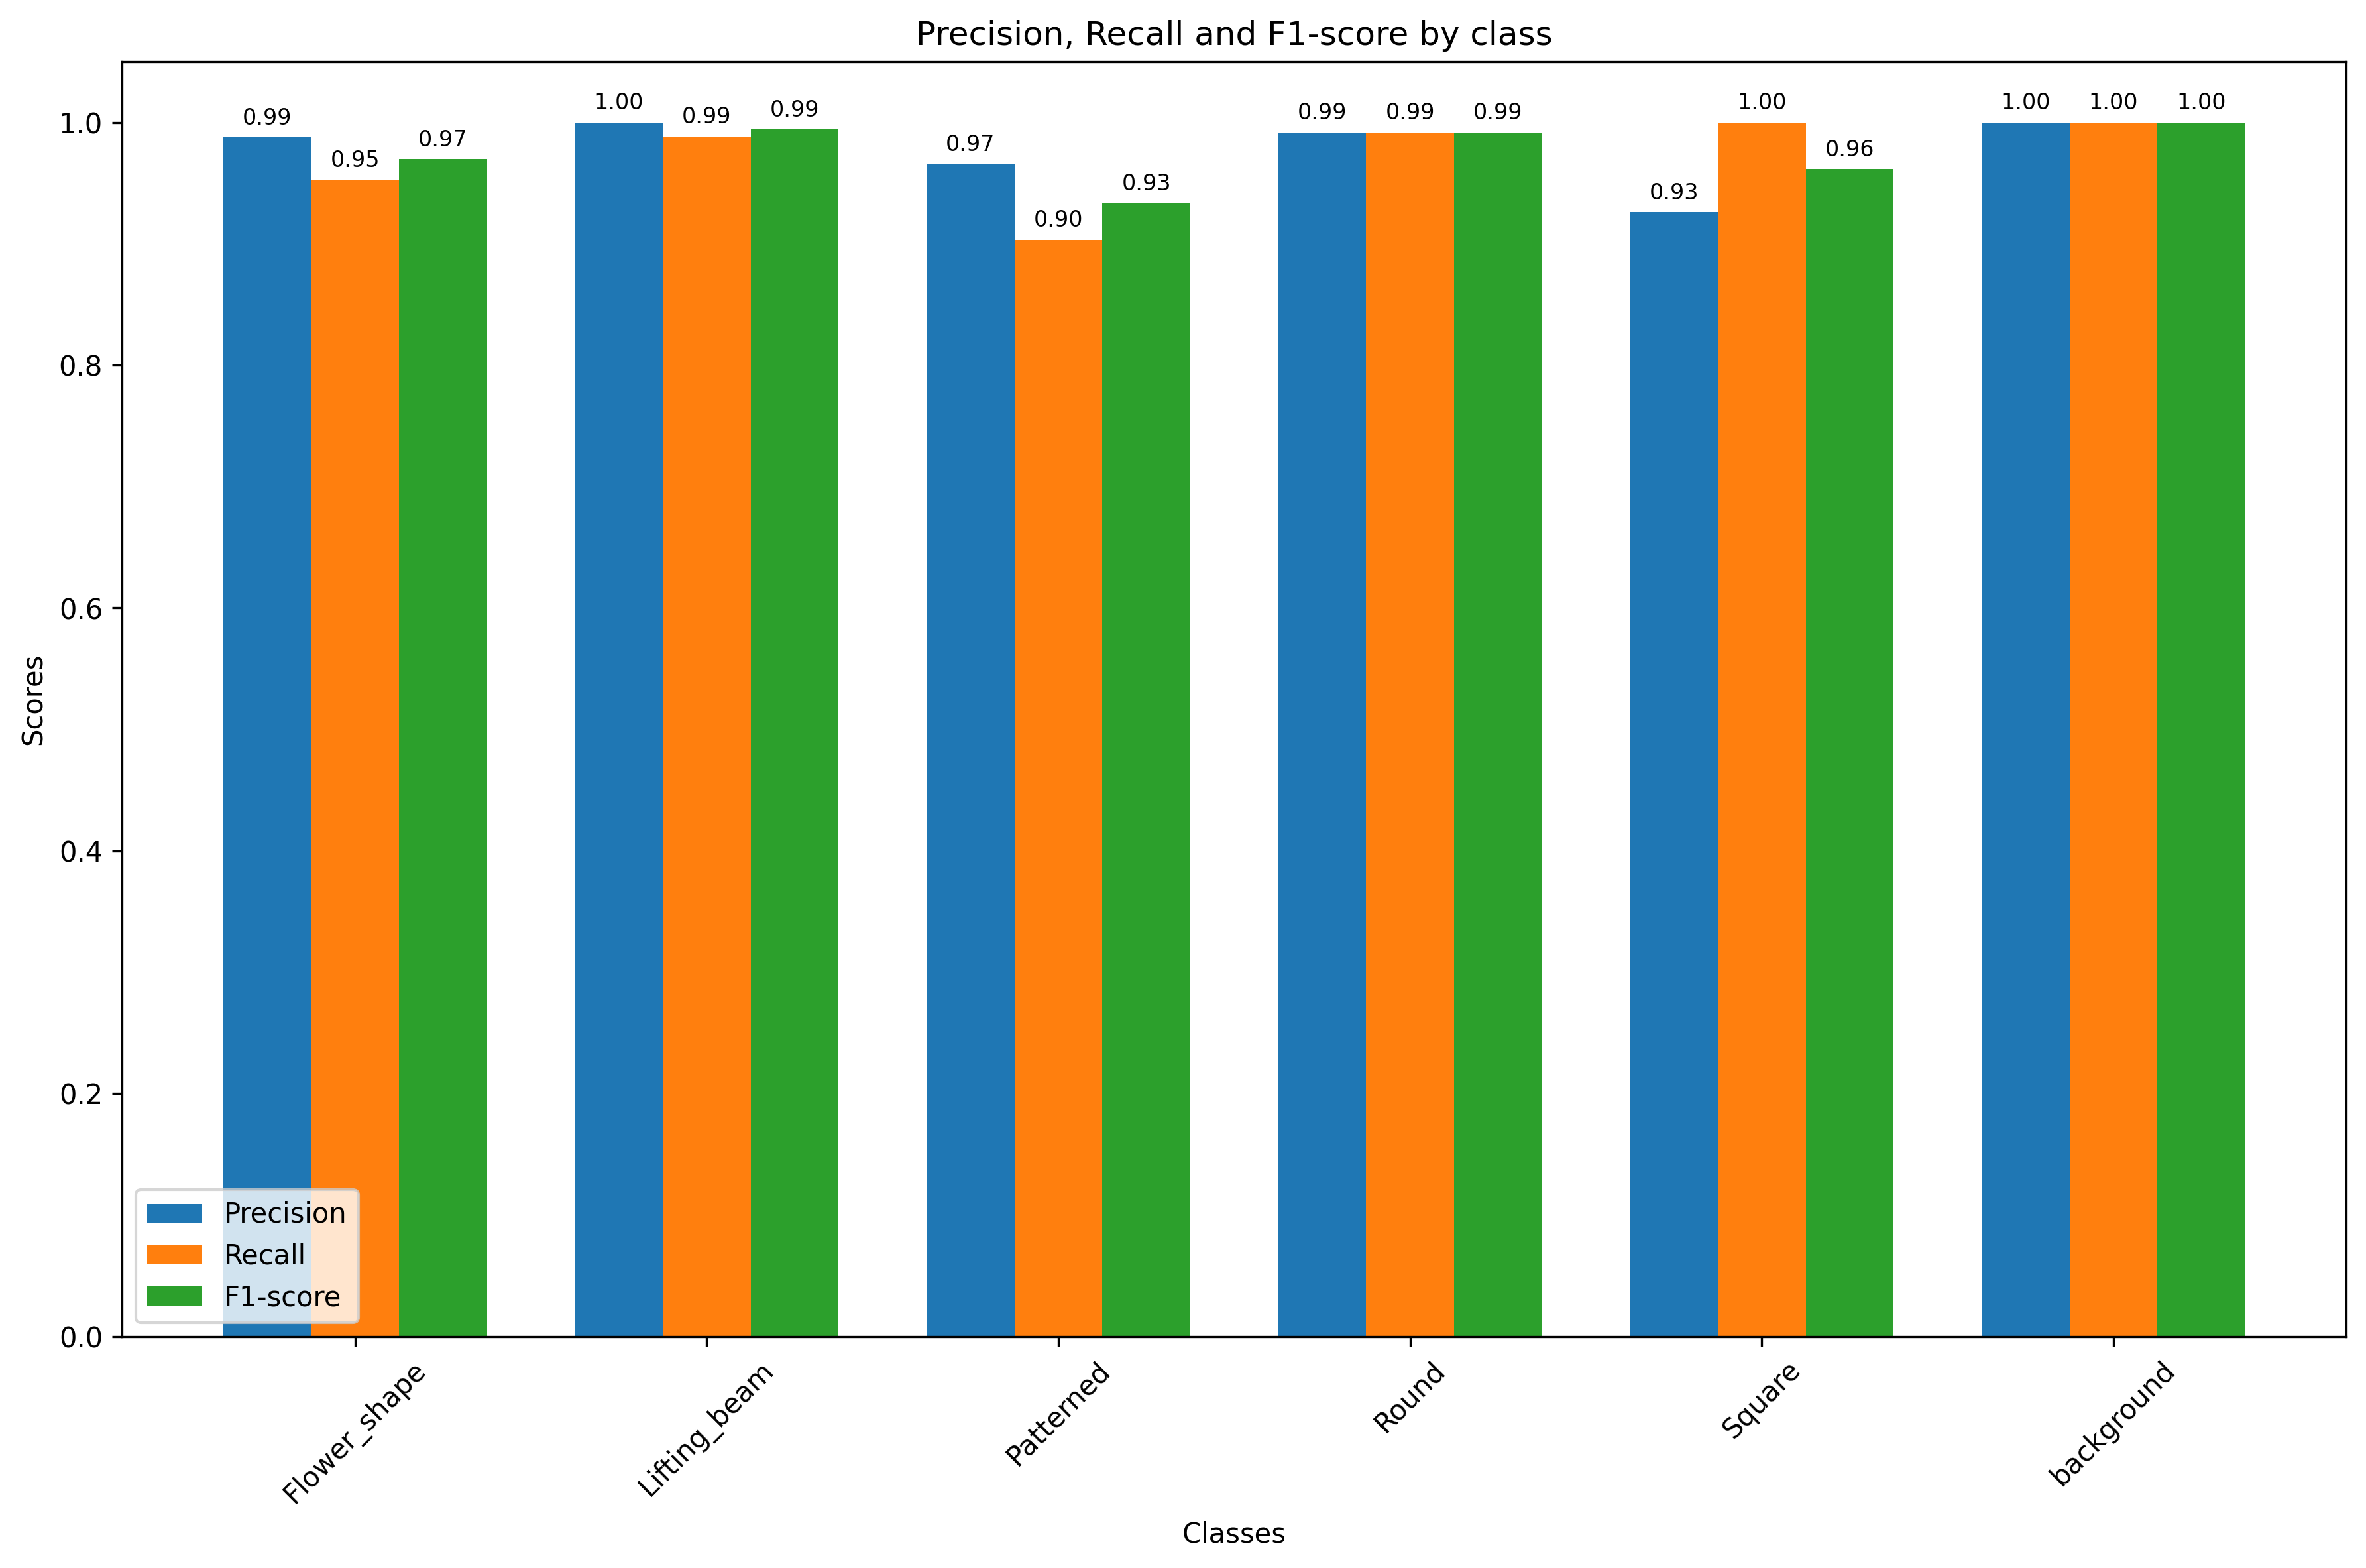 Precision, Recall and F1-score by class
0.99 0.95 0.97 1.00 0.99 0.99 0.97 0.90 0.93 0.99 0.99 0.99 0.93 1.00 0.96 1.00 1.00 1.00
1.0
0.8
0.6
0.4
0.2
0.0
Scores
Precision
Recall
F1-score
Flower_shape Lifting_beam Patterned Round Square background
Classes